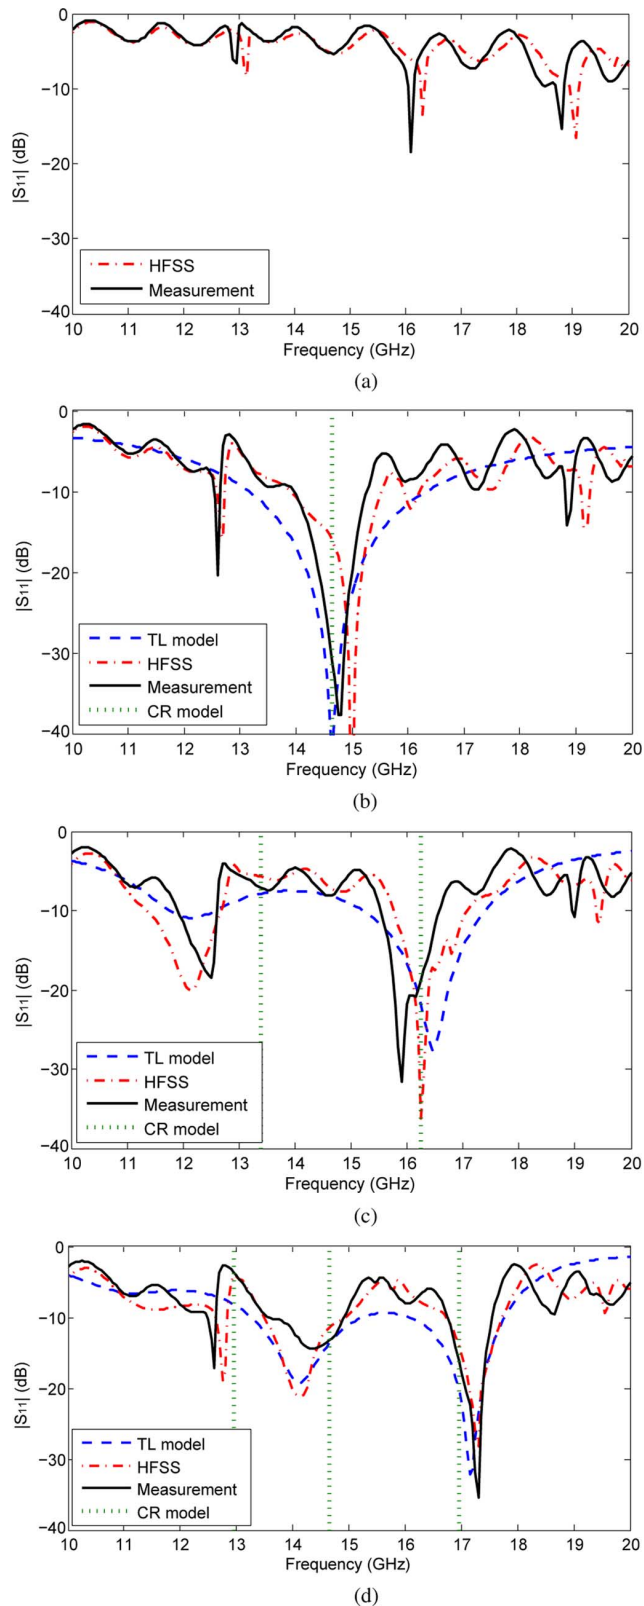 0
−10
−20
−30
−40
|S11| (dB)
HFSS
Measurement
10 11 12 13 14 15 16 17 18 19 20
Frequency (GHz)
(a)
0
−10
−20
−30
−40
|S11| (dB)
TL model
HFSS
Measurement
CR model
10 11 12 13 14 15 16 17 18 19 20
Frequency (GHz)
(b)
0
−10
−20
−30
−40
|S11| (dB)
TL model
HFSS
Measurement
CR model
10 11 12 13 14 15 16 17 18 19 20
Frequency (GHz)
(c)
0
−10
−20
−30
−40
|S11| (dB)
TL model
HFSS
Measurement
CR model
10 11 12 13 14 15 16 17 18 19 20
Frequency (GHz)
(d)